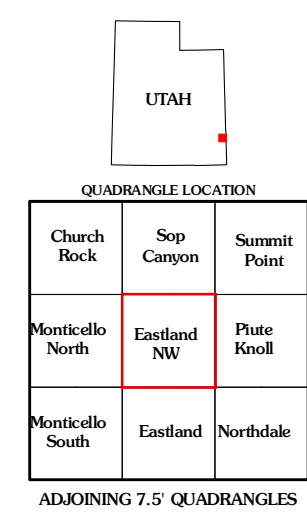 UTAH
QUADRANGLE LOCATION
Church
Rock
Sop
Canyon
Summit
Point
Monticello
North
Eastland
NW
Piute
Knoll
Monticello
South
Eastland
Northdale
ADJOINING 7.5' QUADRANGLES